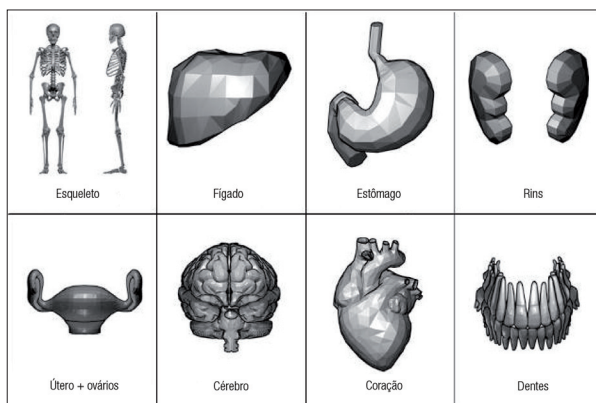 Esqueleto
Fígado
Estômago
Rins
Útero + ovários
Cérebro
Coração
Dentes